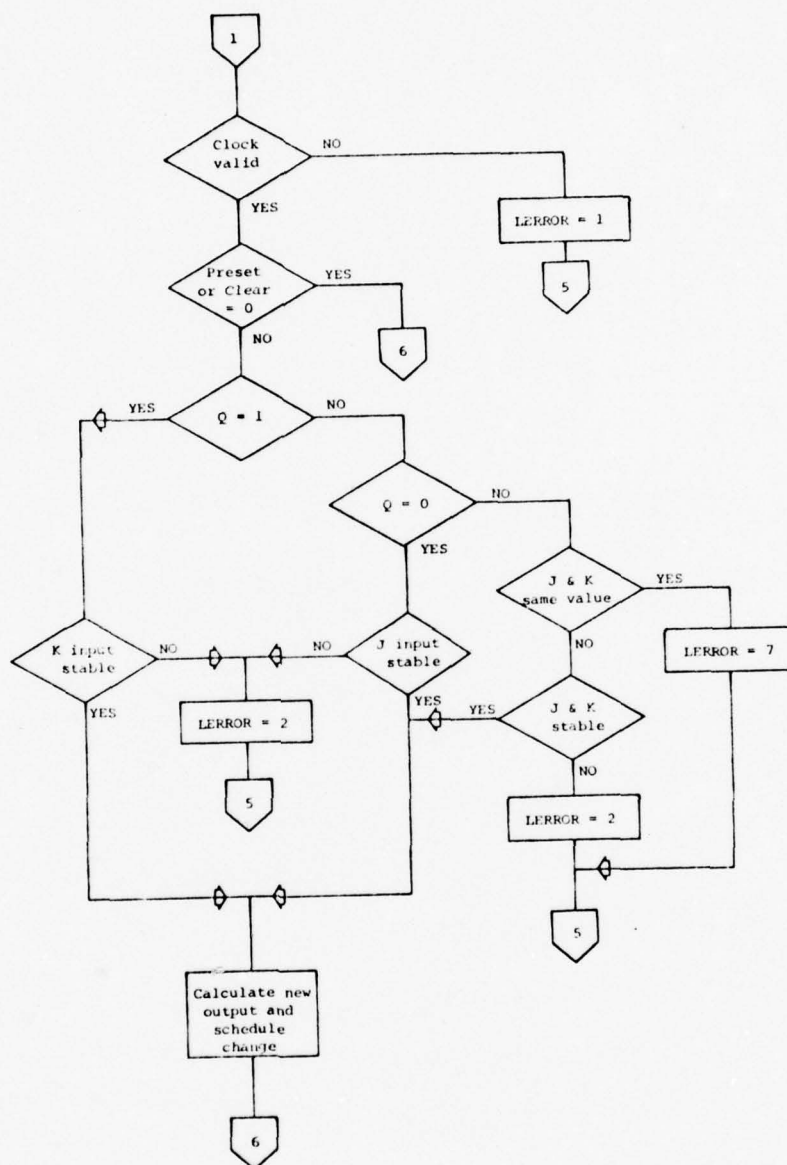 1
Clock
valid
NO
YES
LERROR = 1
5
Preset
or Clear
= 0
YES
NO
6
Q = 1
YES
NO
Q = 0
NO
YES
J & K
same value
YES
NO
LERROR = 7
K input
stable
NO
YES
J input
stable
NO
YES
LERROR = 2
5
J & K
stable
YES
NO
LERROR = 2
5
Calculate new
output and
schedule
change
6